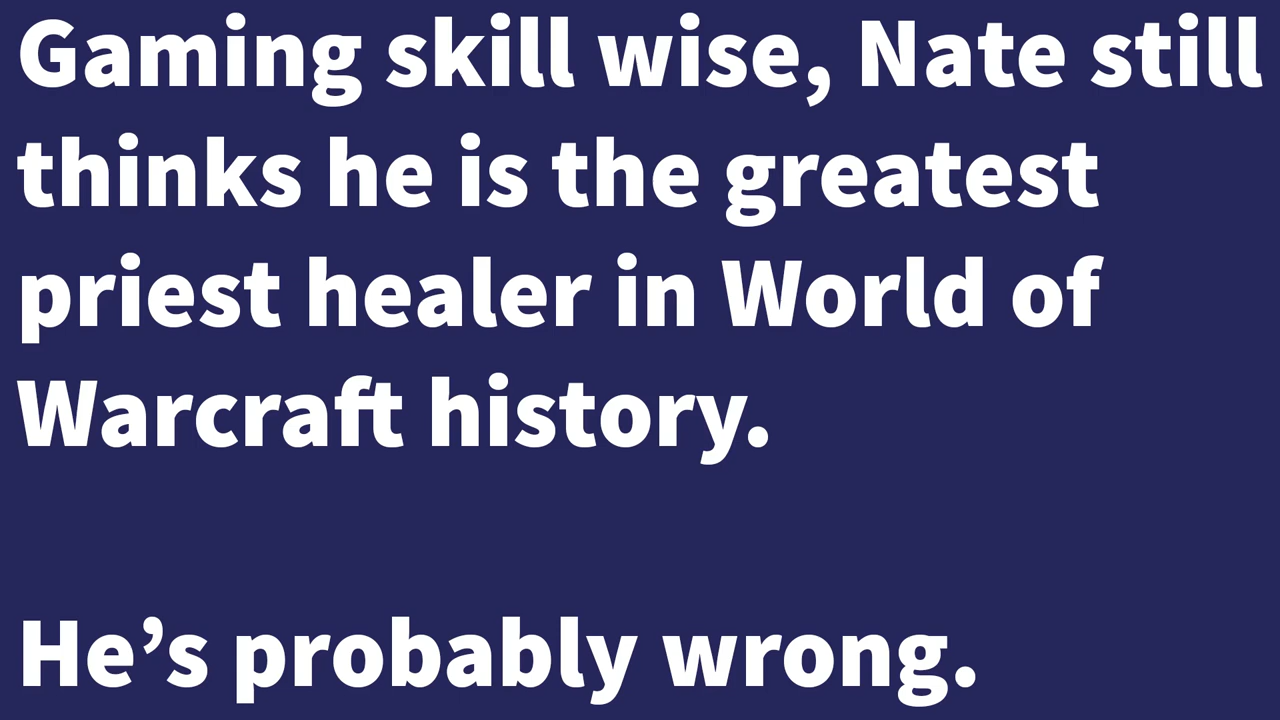 Gaming skill wise, Nate still
thinks he is the greatest
priest healer in World of
Warcraft history.
He’s probably wrong.